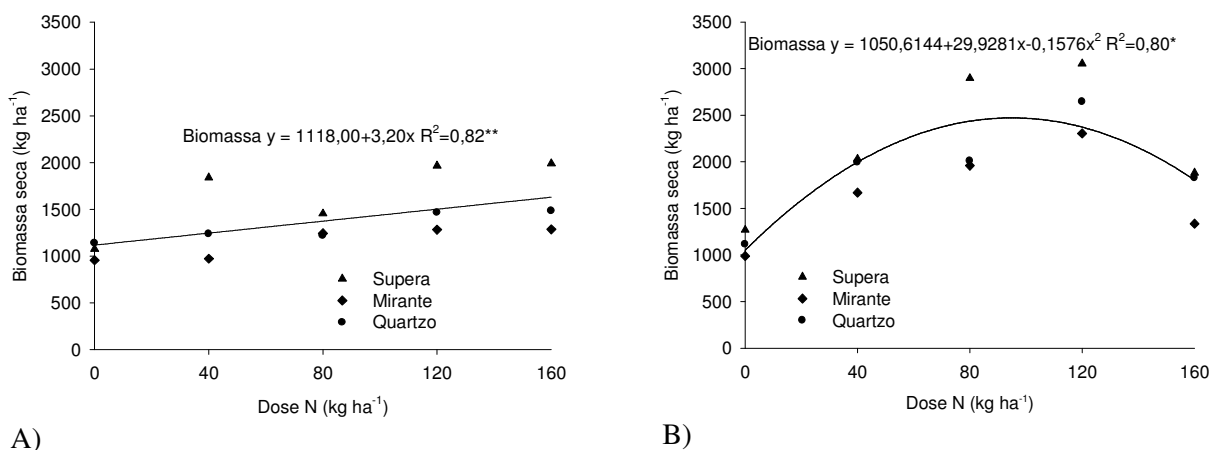 3500
3000
2500
2000
1500
1000
500
0
Biomassa seca (kg ha⁻¹)
Biomassa y = 1118,00+3,20x R²=0,82**
Supera
Mirante
Quartzo
0 40 80 120 160
Dose N (kg ha⁻¹)
A)
3500
3000
2500
2000
1500
1000
500
0
Biomassa seca (kg ha⁻¹)
Biomassa y = 1050,6144+29,9281x-0,1576x² R²=0,80*
Supera
Mirante
Quartzo
0 40 80 120 160
Dose N (kg ha⁻¹)
B)